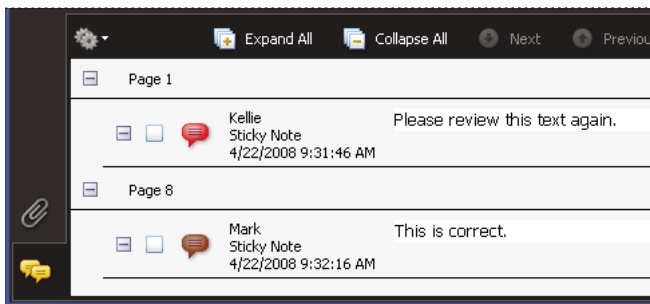 Expand All Collapse All Next Previou
Page 1
Kellie
Sticky Note
4/22/2008 9:31:46 AM
Please review this text again.
Page 8
Mark
Sticky Note
4/22/2008 9:32:16 AM
This is correct.